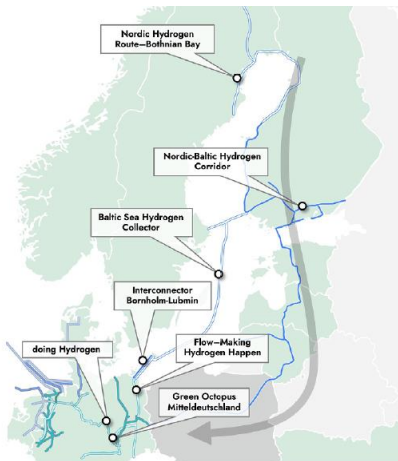 Nordic Hydrogen
Route—Bothnian Bay
Nordic-Baltic Hydrogen
Corridor
Baltic Sea Hydrogen
Collector
Interconnector
Bornholm-Lubmin
doing Hydrogen
Flow—Making
Hydrogen Happen
Green Octopus
Mitteldeutschland